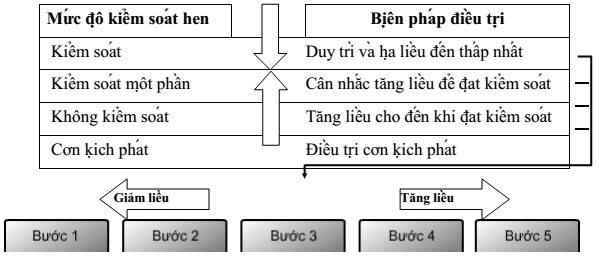 Mức độ kiểm soát hen Biện pháp điều trị
Kiểm soát Duy trì và hạ liều đến thấp nhất
Kiểm soát một phần Cân nhắc tăng liều để đạt kiểm soát
Không kiểm soát Tăng liều cho đến khi đạt kiểm soát
Cơn kịch phát Điều trị cơn kịch phát
Giảm liều Tăng liều
Bước 1 Bước 2 Bước 3 Bước 4 Bước 5